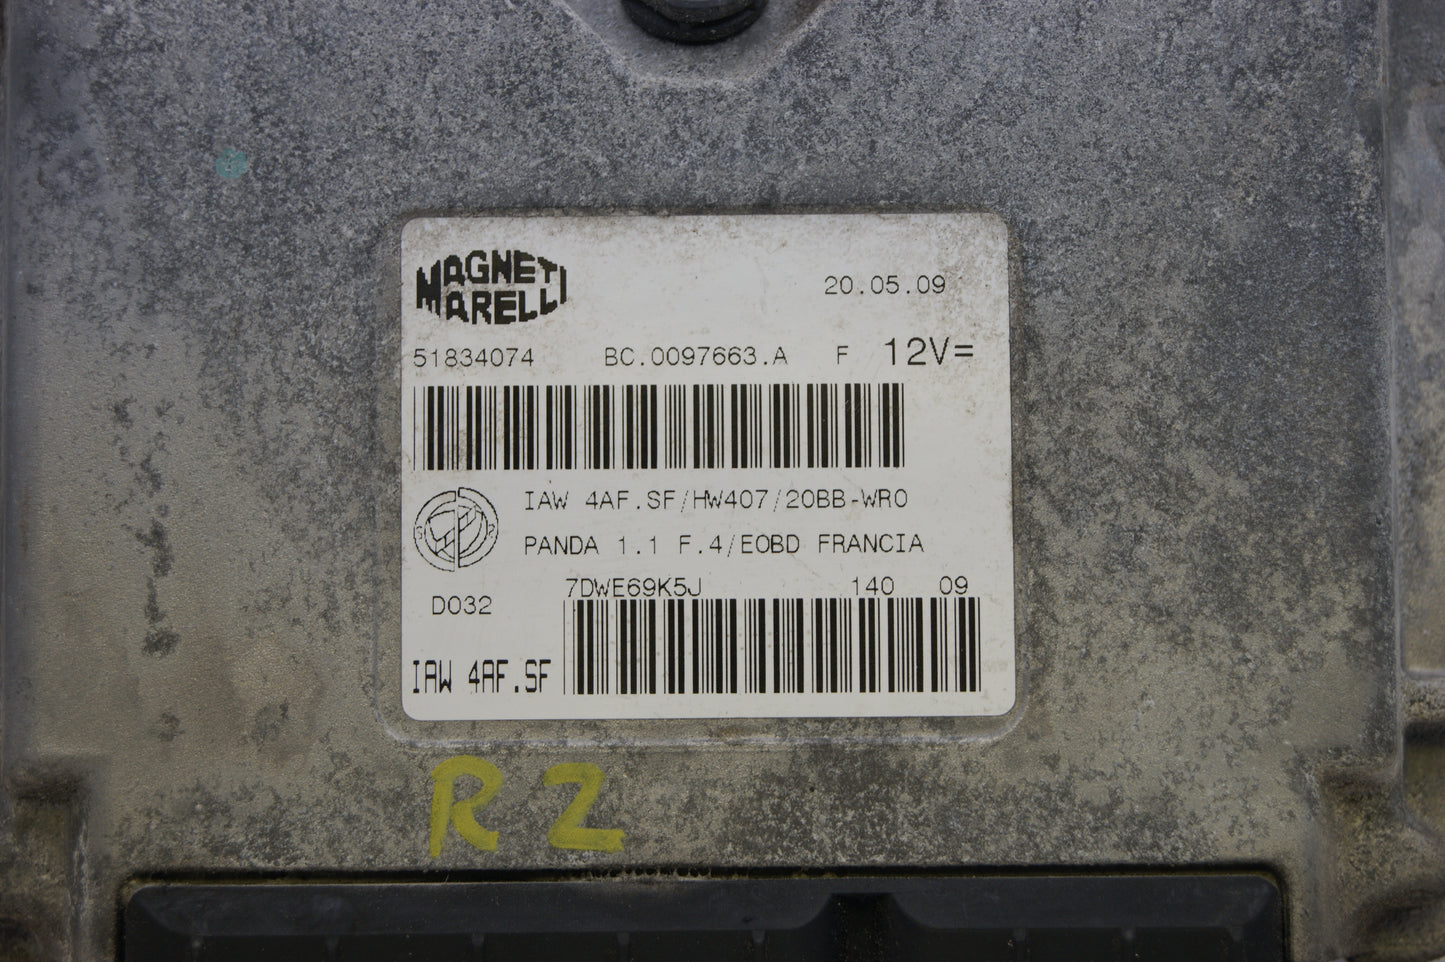 MAGNETI
MARELLI
20.05.09
51834074 BC.0097663.A F 12V=
IAW 4AF.SF/HW407/20BB-WR0
PANDA 1.1 F.4/EOBD FRANCIA
7DWE69K5J 140 09
D032
IAW 4AF.SF
R2